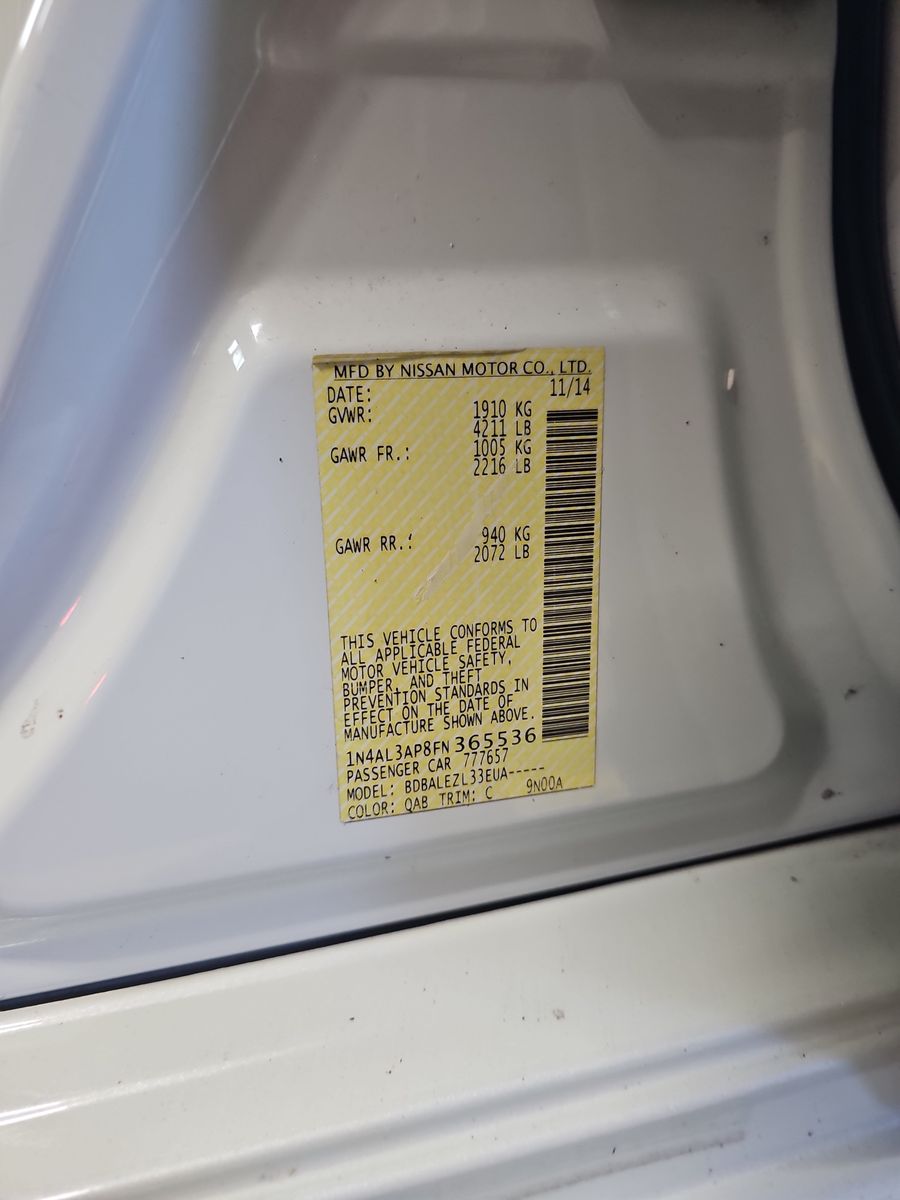 MFD BY NISSAN MOTOR CO., LTD.
DATE: 11/14
GVWR: 1910 KG
4211 LB
GAWR FR.: 1005 KG
2216 LB
GAWR RR.: 940 KG
2072 LB
THIS VEHICLE CONFORMS TO
ALL APPLICABLE FEDERAL
MOTOR VEHICLE SAFETY,
BUMPER, AND THEFT
PREVENTION STANDARDS IN
EFFECT ON THE DATE OF
MANUFACTURE SHOWN ABOVE.
1N4AL3AP8FN365536
PASSENGER CAR 777657
MODEL: BDBALEZL33EUA-----
COLOR: QAB TRIM: C 9N00A